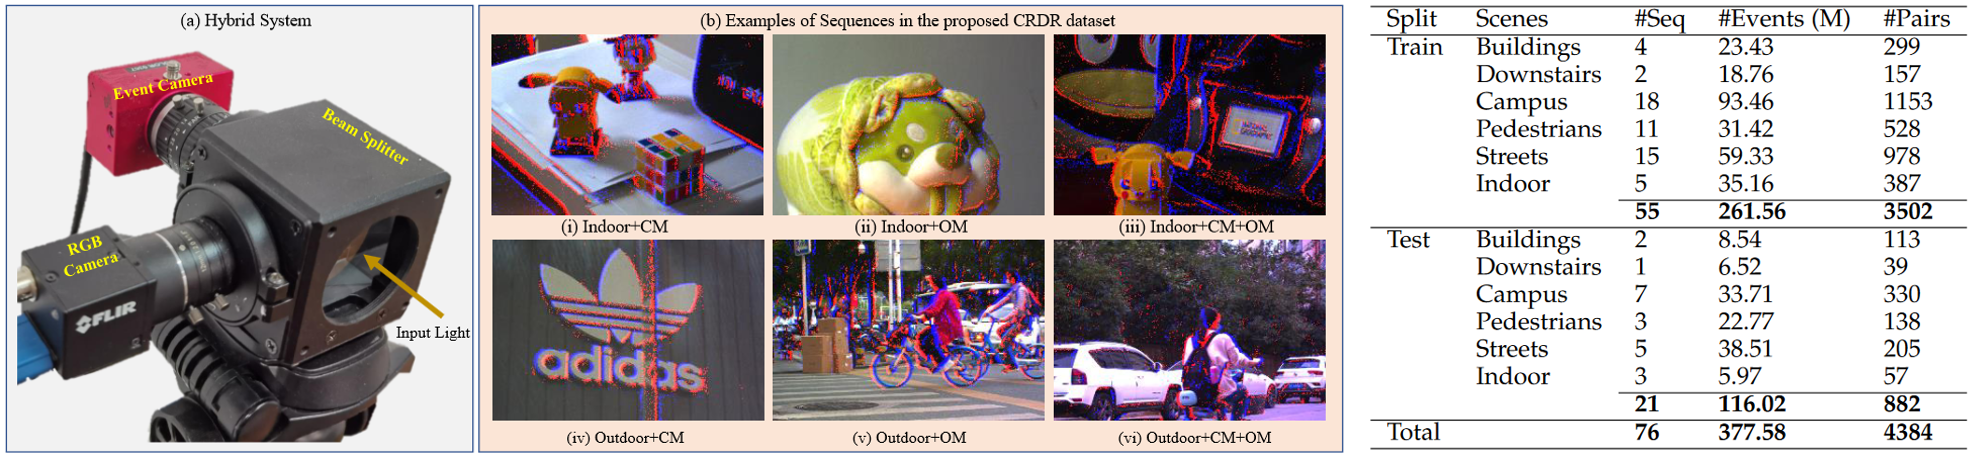 (a) Hybrid System
Event Camera
Beam Splitter
RGB
Camera
FLIR
Input Light
(b) Examples of Sequences in the proposed CRDR dataset
(i) Indoor+CM
(ii) Indoor+OM
(iii) Indoor+CM+OM
adidas
(iv) Outdoor+CM
(v) Outdoor+OM
(vi) Outdoor+CM+OM
Split Scenes #Seq #Events (M) #Pairs
Train Buildings 4 23.43 299
Downstairs 2 18.76 157
Campus 18 93.46 1153
Pedestrians 11 31.42 528
Streets 15 59.33 978
Indoor 5 35.16 387
55 261.56 3502
Test Buildings 2 8.54 113
Downstairs 1 6.52 39
Campus 7 33.71 330
Pedestrians 3 22.77 138
Streets 5 38.51 205
Indoor 3 5.97 57
21 116.02 882
Total 76 377.58 4384